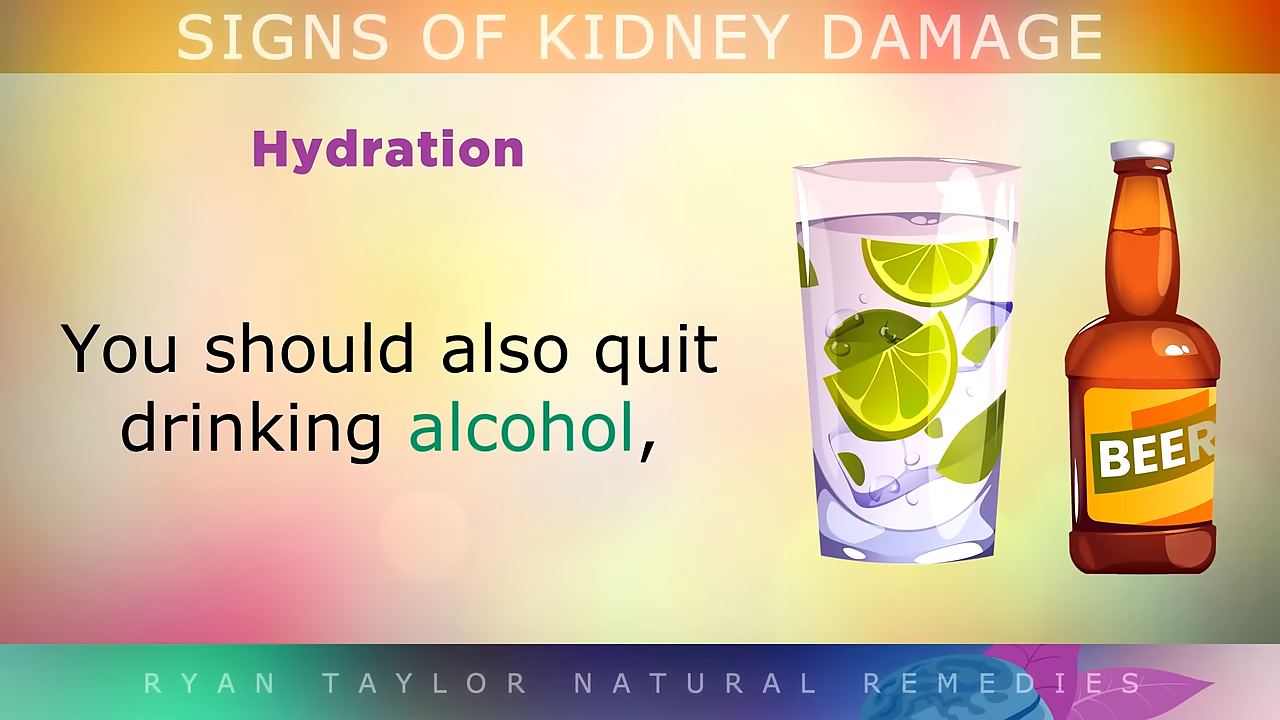 SIGNS OF KIDNEY DAMAGE
Hydration
You should also quit
drinking alcohol,
BEER
RYAN TAYLOR NATURAL REMEDIES